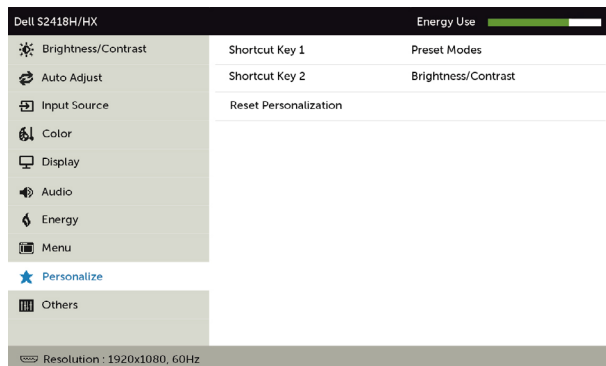 Dell S2418H/HX Energy Use
Brightness/Contrast Shortcut Key 1 Preset Modes
Auto Adjust Shortcut Key 2 Brightness/Contrast
Input Source Reset Personalization
Color
Display
Audio
Energy
Menu
Personalize
Others
Resolution : 1920x1080, 60Hz